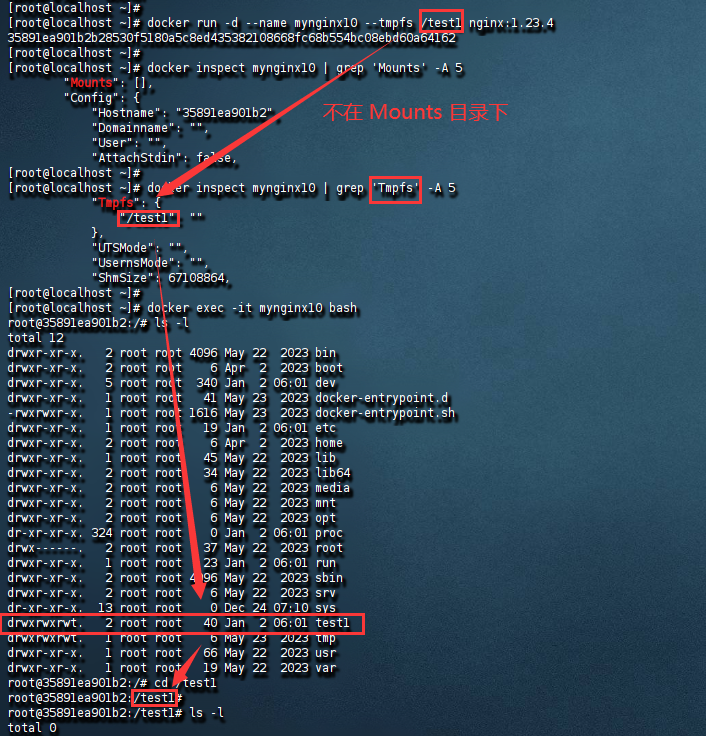 [root@localhost ~]#
[root@localhost ~]# docker run -d --name mynginx10 --tmpfs /test1 nginx:1.23.4
35891ea901b2b28530f5180a5c8ed435382108668fc68b554bc08ebd60a64162
[root@localhost ~]#
[root@localhost ~]# docker inspect mynginx10 | grep 'Mounts' -A 5
"Mounts": [],
"Config": {
"Hostname": "35891ea901b2",
不在 Mounts 目录下
"Domainname": "",
"User": "",
"AttachStdin": false,
[root@localhost ~]#
[root@localhost ~]# docker inspect mynginx10 | grep 'Tmpfs' -A 5
"Tmpfs": {
"/test1": ""
},
"UTSMode": "",
"UsernsMode": "",
"ShmSize": 67108864,
[root@localhost ~]#
[root@localhost ~]# docker exec -it mynginx10 bash
root@35891ea901b2:/# ls -l
total 12
drwxr-xr-x.   2 root root 4096 May 22  2023 bin
drwxr-xr-x.   2 root root    6 Apr  2  2023 boot
drwxr-xr-x.   5 root root  340 Jan  2 06:01 dev
drwxr-xr-x.   1 root root   41 May 23  2023 docker-entrypoint.d
-rwxrwxr-x.   1 root root 1616 May 23  2023 docker-entrypoint.sh
drwxr-xr-x.   1 root root   19 Jan  2 06:01 etc
drwxr-xr-x.   2 root root    6 Apr  2  2023 home
drwxr-xr-x.   1 root root   45 May 22  2023 lib
drwxr-xr-x.   2 root root   34 May 22  2023 lib64
drwxr-xr-x.   2 root root    6 May 22  2023 media
drwxr-xr-x.   2 root root    6 May 22  2023 mnt
drwxr-xr-x.   2 root root    6 May 22  2023 opt
dr-xr-xr-x. 324 root root    0 Jan  2 06:01 proc
drwx------.   2 root root   37 May 22  2023 root
drwxr-xr-x.   1 root root   23 Jan  2 06:01 run
drwxr-xr-x.   2 root root 4096 May 22  2023 sbin
drwxr-xr-x.   2 root root    6 May 22  2023 srv
dr-xr-xr-x.  13 root root    0 Dec 24 07:10 sys
drwxrwxrwt.   2 root root   40 Jan  2 06:01 test1
drwxrwxrwt.   1 root root    6 May 23  2023 tmp
drwxr-xr-x.   1 root root   66 May 22  2023 usr
drwxr-xr-x.   1 root root   19 May 22  2023 var
root@35891ea901b2:/# cd /test1
root@35891ea901b2:/test1#
root@35891ea901b2:/test1# ls -l
total 0